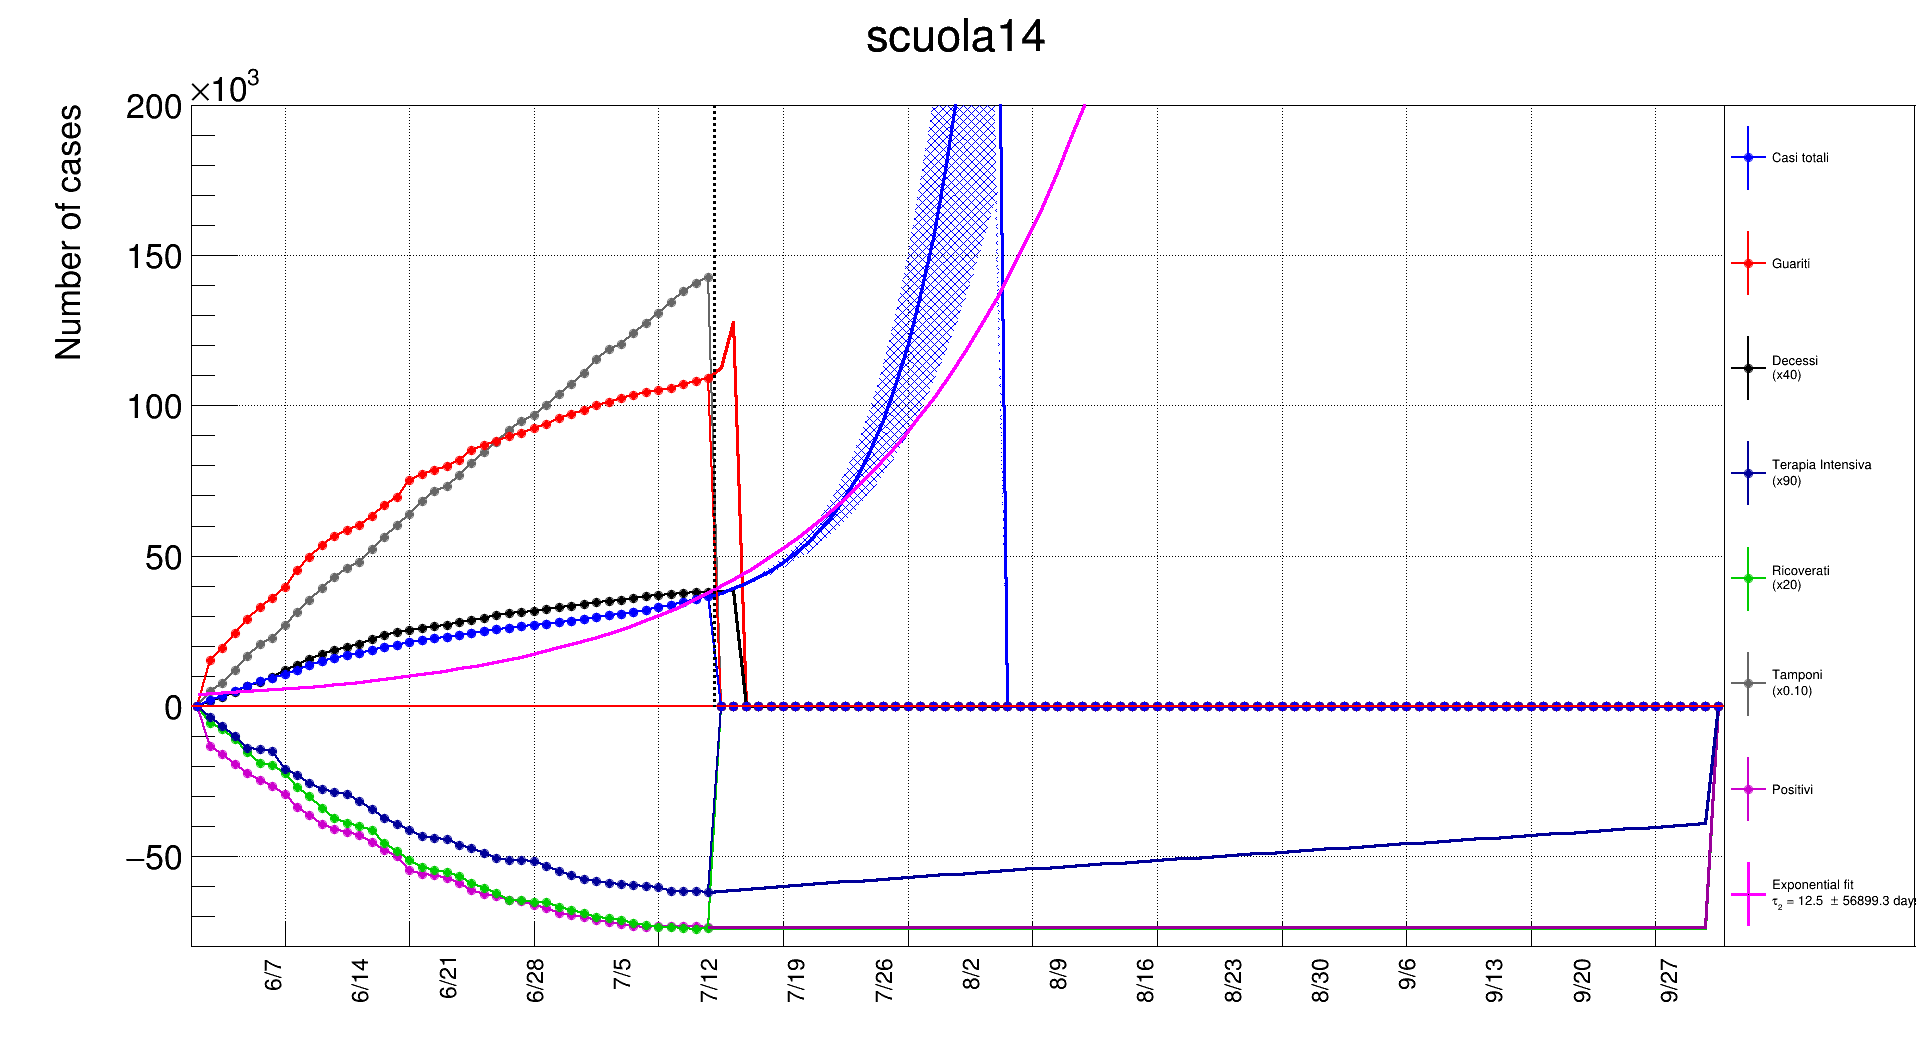 scuola14
×10³
Number of cases
200
150
100
50
0
−50
6/7
6/14
6/21
6/28
7/5
7/12
7/19
7/26
8/2
8/9
8/16
8/23
8/30
9/6
9/13
9/20
9/27
Casi totali
Guariti
Decessi
(x40)
Terapia Intensiva
(x90)
Ricoverati
(x20)
Tamponi
(x0.10)
Positivi
Exponential fit
τ₂ = 12.5 ± 56899.3 days